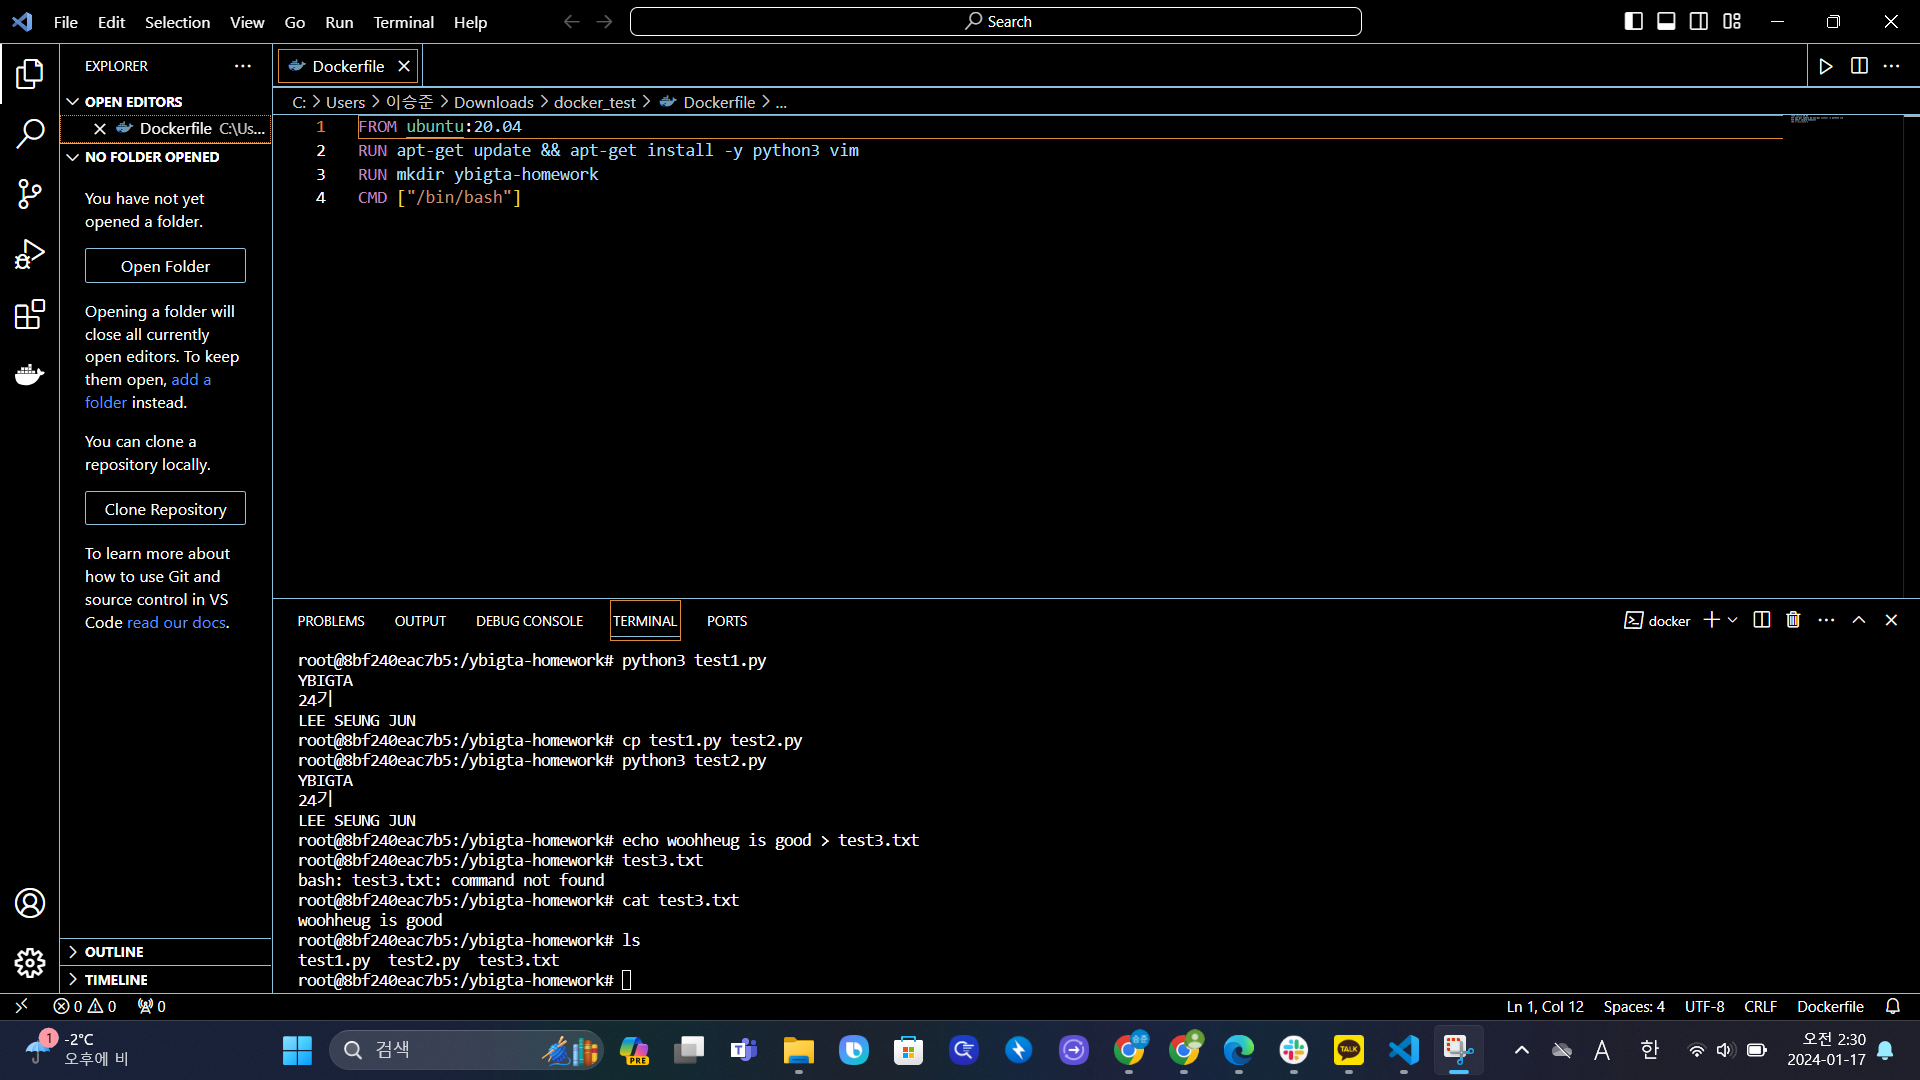 File Edit Selection View Go Run Terminal Help
Search
EXPLORER
Dockerfile
OPEN EDITORS
C: > Users > 이승준 > Downloads > docker_test > Dockerfile > ...
Dockerfile C:\Us...
NO FOLDER OPENED
You have not yet
opened a folder.
Open Folder
Opening a folder will
close all currently
open editors. To keep
them open, add a
folder instead.
You can clone a
repository locally.
Clone Repository
To learn more about
how to use Git and
source control in VS
Code read our docs.
OUTLINE
TIMELINE
1 FROM ubuntu:20.04
2 RUN apt-get update && apt-get install -y python3 vim
3 RUN mkdir ybigta-homework
4 CMD ["/bin/bash"]
PROBLEMS OUTPUT DEBUG CONSOLE TERMINAL PORTS
docker
root@8bf240eac7b5:/ybigta-homework# python3 test1.py
YBIGTA
24기
LEE SEUNG JUN
root@8bf240eac7b5:/ybigta-homework# cp test1.py test2.py
root@8bf240eac7b5:/ybigta-homework# python3 test2.py
YBIGTA
24기
LEE SEUNG JUN
root@8bf240eac7b5:/ybigta-homework# echo woohheug is good > test3.txt
root@8bf240eac7b5:/ybigta-homework# test3.txt
bash: test3.txt: command not found
root@8bf240eac7b5:/ybigta-homework# cat test3.txt
woohheug is good
root@8bf240eac7b5:/ybigta-homework# ls
test1.py test2.py test3.txt
root@8bf240eac7b5:/ybigta-homework#
0 0 0
Ln 1, Col 12 Spaces: 4 UTF-8 CRLF Dockerfile
1
-2°C
오후에 비
검색
PRE
승준
TALK
A
한
오전 2:30
2024-01-17